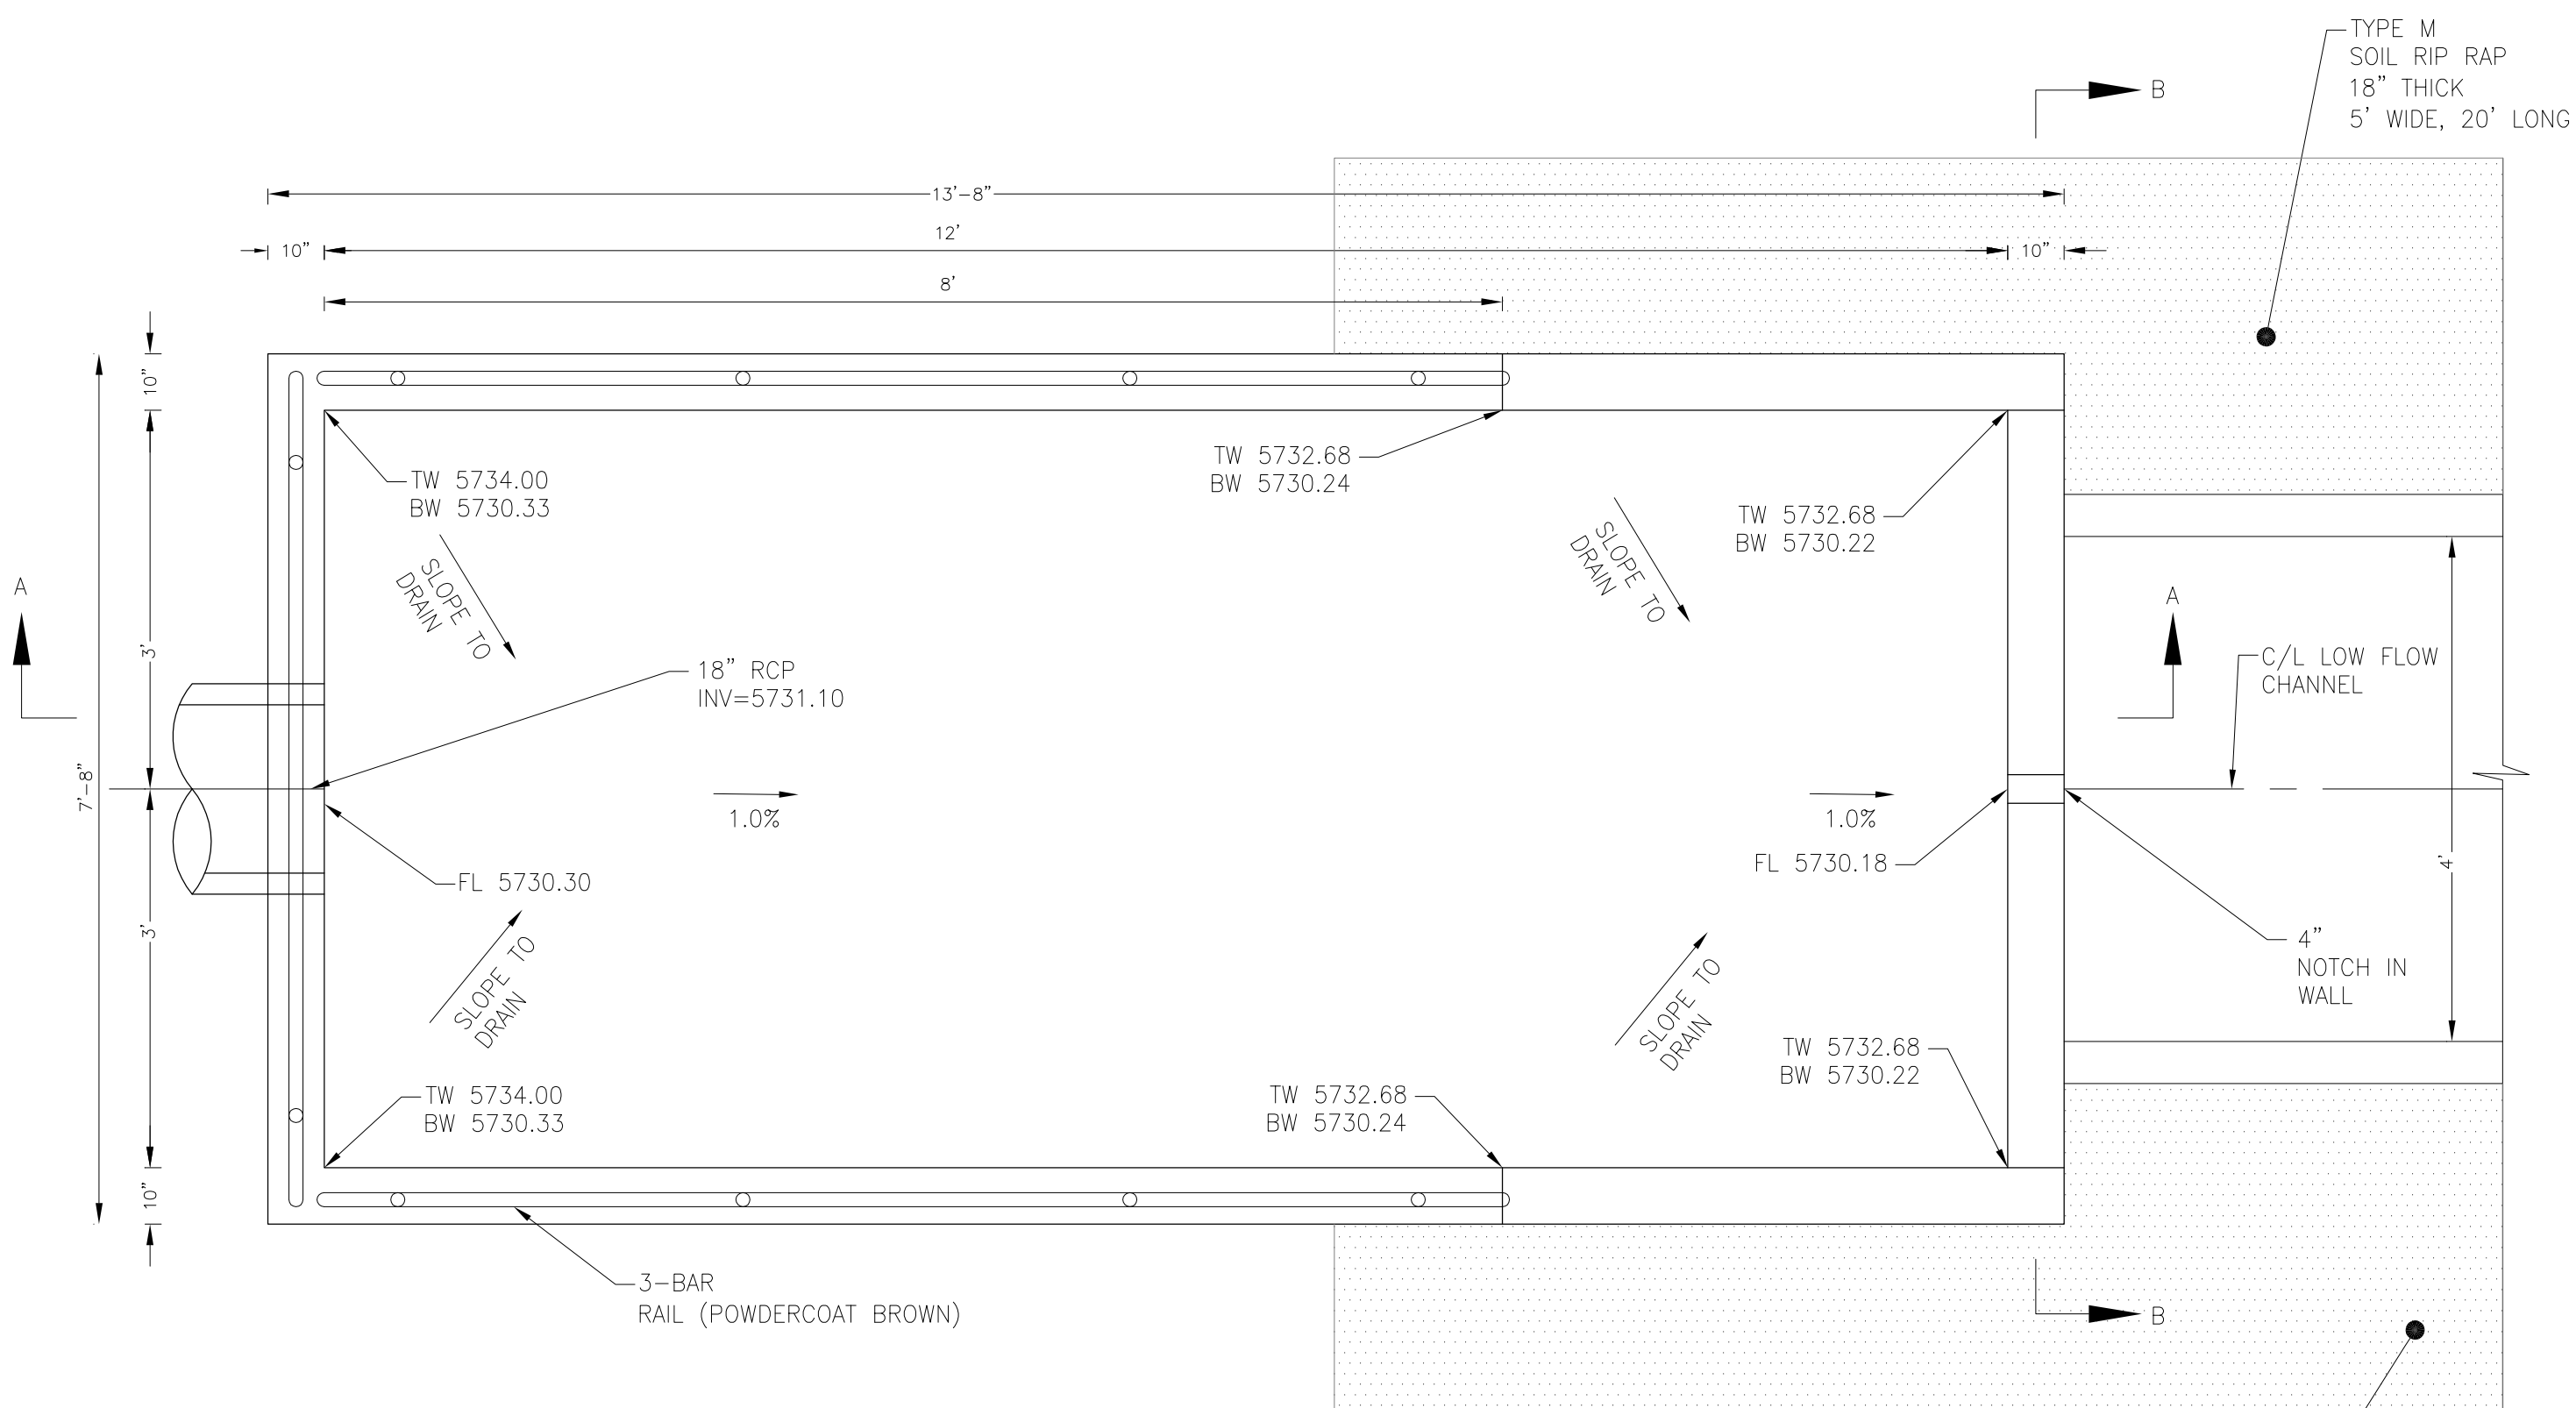 TYPE M
SOIL RIP RAP
18" THICK
5' WIDE, 20' LONG
B
13'-8"
12'
10"
10"
8'
10"
TW 5732.68
BW 5730.24
TW 5734.00
BW 5730.33
TW 5732.68
BW 5730.22
SLOPE TO
DRAIN
SLOPE TO
DRAIN
A
A
3'
18" RCP
INV=5731.10
C/L LOW FLOW
CHANNEL
7'-8"
1.0%
1.0%
FL 5730.18
4'
FL 5730.30
3'
4"
NOTCH IN
WALL
SLOPE TO
DRAIN
SLOPE TO
DRAIN
TW 5732.68
BW 5730.22
TW 5734.00
BW 5730.33
TW 5732.68
BW 5730.24
10"
3-BAR
RAIL (POWDERCOAT BROWN)
B